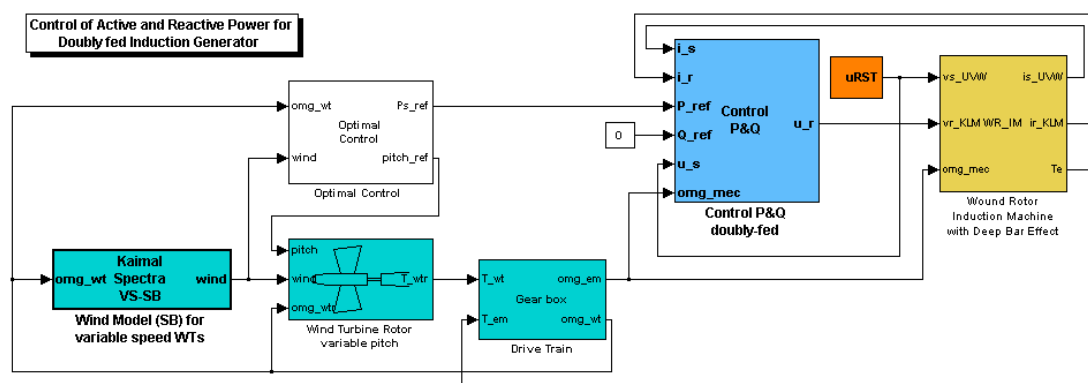 Control of Active and Reactive Power for
Doubly fed Induction Generator
omg_wt
Ps_ref
Optimal
Control
wind
pitch_ref
Optimal Control
i_s
i_r
P_ref
Control
P&Q
Q_ref
u_r
u_s
omg_mec
Control P&Q
doubly-fed
0
uRST
vs_UVW
is_UVW
vr_KLM
WR_IM
ir_KLM
omg_mec
Te
Wound Rotor
Induction Machine
with Deep Bar Effect
Kaimal
omg_wt
Spectra
wind
VS-SB
Wind Model (SB) for
variable speed WTs
pitch
wind
T_wtr
omg_wtr
Wind Turbine Rotor
variable pitch
T_wt
omg_em
Gear box
T_em
omg_wt
Drive Train